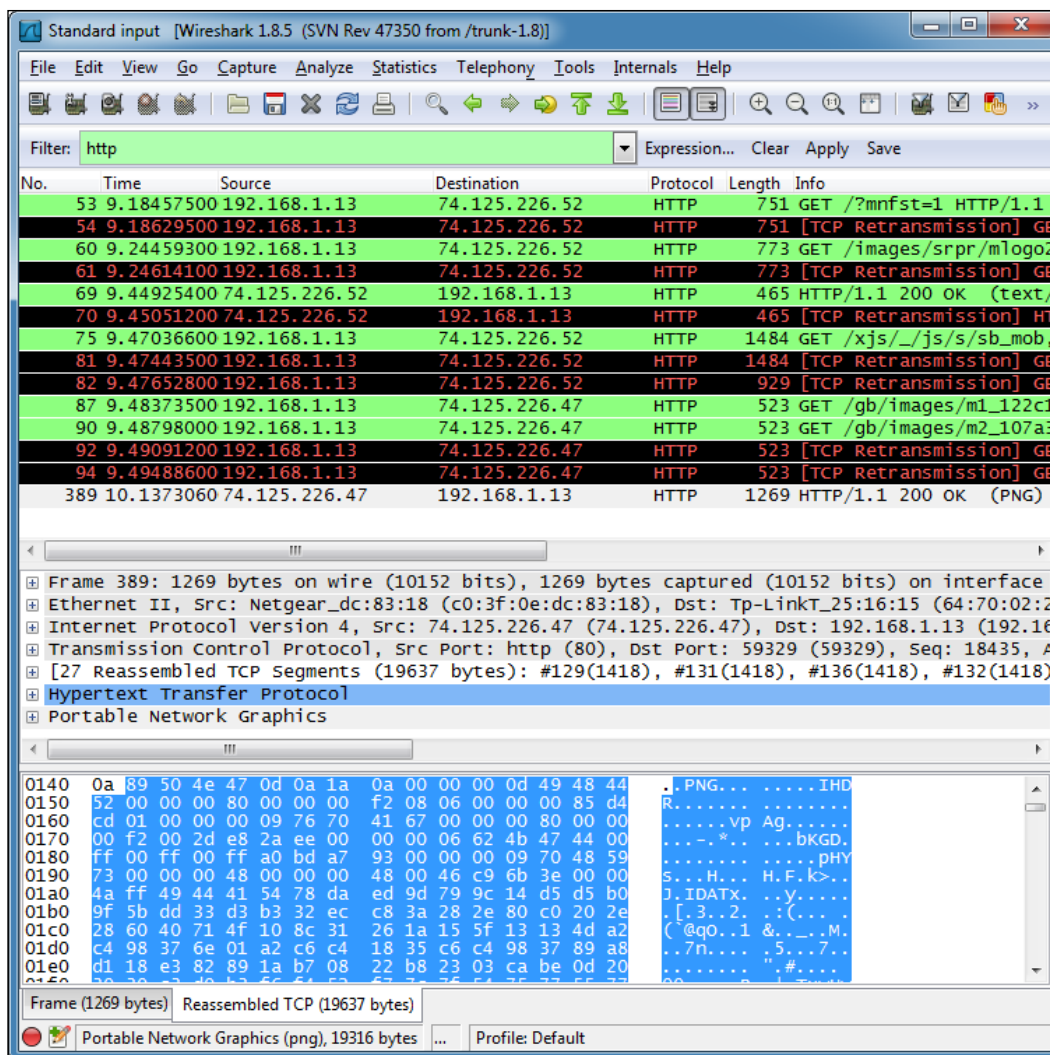 Standard input [Wireshark 1.8.5 (SVN Rev 47350 from /trunk-1.8)]
File Edit View Go Capture Analyze Statistics Telephony Tools Internals Help
Filter: http Expression... Clear Apply Save
No. Time Source Destination Protocol Length Info
53 9.18457500 192.168.1.13 74.125.226.52 HTTP 751 GET /?mnfst=1 HTTP/1.1
54 9.18629500 192.168.1.13 74.125.226.52 HTTP 751 [TCP Retransmission] GE
60 9.24459300 192.168.1.13 74.125.226.52 HTTP 773 GET /images/srpr/mlogo2
61 9.24614100 192.168.1.13 74.125.226.52 HTTP 773 [TCP Retransmission] GE
69 9.44925400 74.125.226.52 192.168.1.13 HTTP 465 HTTP/1.1 200 OK (text/
70 9.45051200 74.125.226.52 192.168.1.13 HTTP 465 [TCP Retransmission] HT
75 9.47036600 192.168.1.13 74.125.226.52 HTTP 1484 GET /xjs/_/js/s/sb_mob,
81 9.47443500 192.168.1.13 74.125.226.52 HTTP 1484 [TCP Retransmission] GE
82 9.47652800 192.168.1.13 74.125.226.52 HTTP 929 [TCP Retransmission] GE
87 9.48373500 192.168.1.13 74.125.226.47 HTTP 523 GET /gb/images/m1_122c1
90 9.48798000 192.168.1.13 74.125.226.47 HTTP 523 GET /gb/images/m2_107a3
92 9.49091200 192.168.1.13 74.125.226.47 HTTP 523 [TCP Retransmission] GE
94 9.49488600 192.168.1.13 74.125.226.47 HTTP 523 [TCP Retransmission] GE
389 10.1373060 74.125.226.47 192.168.1.13 HTTP 1269 HTTP/1.1 200 OK (PNG)
Frame 389: 1269 bytes on wire (10152 bits), 1269 bytes captured (10152 bits) on interface
Ethernet II, Src: Netgear_dc:83:18 (c0:3f:0e:dc:83:18), Dst: Tp-LinkT_25:16:15 (64:70:02:2
Internet Protocol Version 4, Src: 74.125.226.47 (74.125.226.47), Dst: 192.168.1.13 (192.16
Transmission Control Protocol, Src Port: http (80), Dst Port: 59329 (59329), Seq: 18435, A
[27 Reassembled TCP Segments (19637 bytes): #129(1418), #131(1418), #136(1418), #132(1418)
Hypertext Transfer Protocol
Portable Network Graphics
0140 0a 89 50 4e 47 0d 0a 1a 0a 00 00 00 0d 49 48 44 ..PNG... .....IHD
0150 52 00 00 00 80 00 00 00 f2 08 06 00 00 00 85 d4 R....... ........
0160 cd 01 00 00 00 09 76 70 41 67 00 00 00 80 00 00 ......vp Ag......
0170 00 f2 00 2d e8 2a ee 00 00 00 06 62 4b 47 44 00 ...-.*.. ...bKGD.
0180 ff 00 ff 00 ff a0 bd a7 93 00 00 00 09 70 48 59 ........ .....pHY
0190 73 00 00 00 48 00 00 00 48 00 46 c9 6b 3e 00 00 s...H... H.F.k>..
01a0 4a ff 49 44 41 54 78 da ed 9d 79 9c 14 d5 d5 b0 J.IDATx. ..y.....
01b0 9f 5b dd 33 d3 b3 32 ec c8 3a 28 2e 80 c0 20 2e .[.3..2. .:(... .
01c0 28 60 40 71 4f 10 8c 31 26 1a 15 5f 13 13 4d a2 (`@qO..1 &.._..M.
01d0 c4 98 37 6e 01 a2 c6 c4 18 35 c6 c4 98 37 89 a8 ..7n.... .5...7..
01e0 d1 18 e3 82 89 1a b7 08 22 b8 23 03 ca be 0d 20 ........ ".#....
Frame (1269 bytes) Reassembled TCP (19637 bytes)
Portable Network Graphics (png), 19316 bytes ... Profile: Default